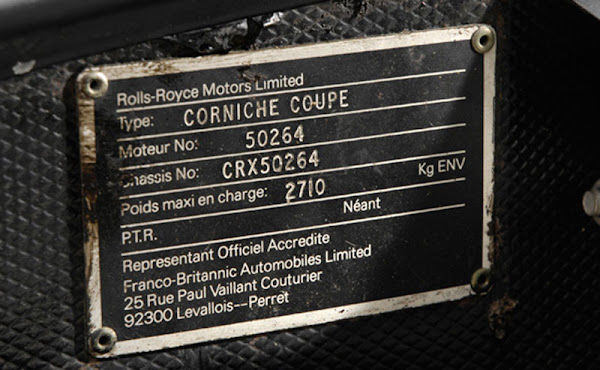 Rolls-Royce Motors Limited
Type: CORNICHE COUPE
Moteur No: 50264
Chassis No: CRX50264
Poids maxi en charge: 2710 Kg ENV
P.T.R. Néant
Representant Officiel Accredite
Franco-Britannic Automobiles Limited
25 Rue Paul Vaillant Couturier
92300 Levallois--Perret